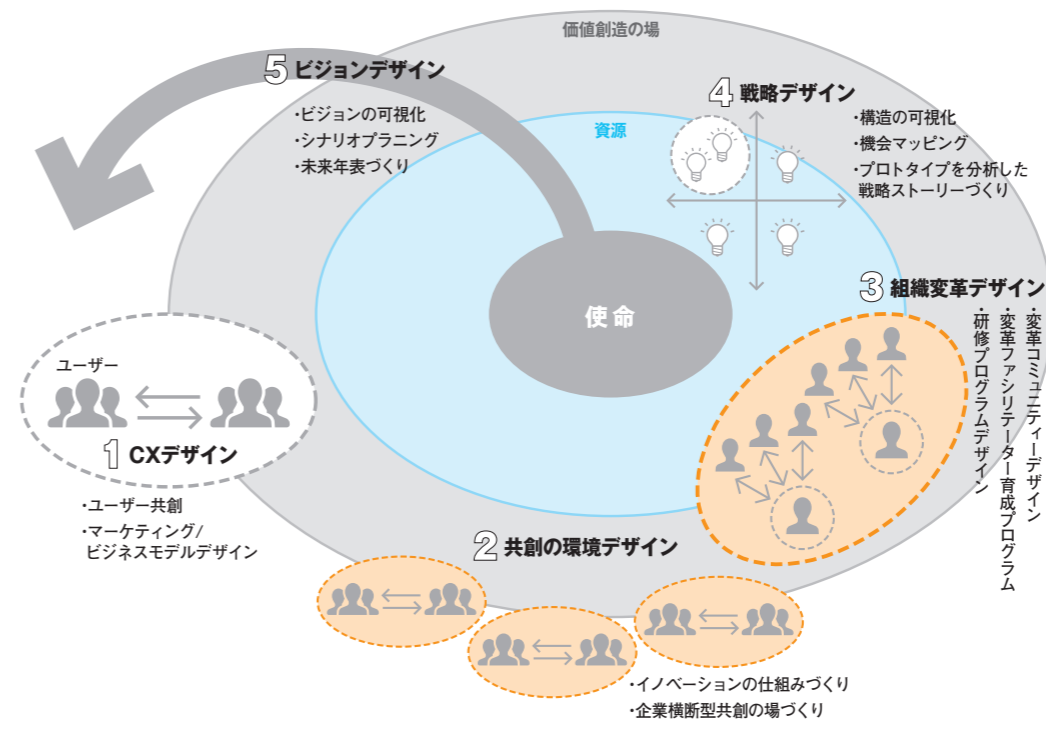 価値創造の場
5 ビジョンデザイン
・ビジョンの可視化
・シナリオプラニング
・未来年表づくり
資源
4 戦略デザイン
・構造の可視化
・機会マッピング
・プロトタイプを分析した
戦略ストーリーづくり
使命
3 組織変革デザイン
・変革コミュニティーデザイン
・変革ファシリテーター育成プログラム
・研修プログラムデザイン
ユーザー
1 CXデザイン
・ユーザー共創
・マーケティング/
ビジネスモデルデザイン
2 共創の環境デザイン
・イノベーションの仕組みづくり
・企業横断型共創の場づくり